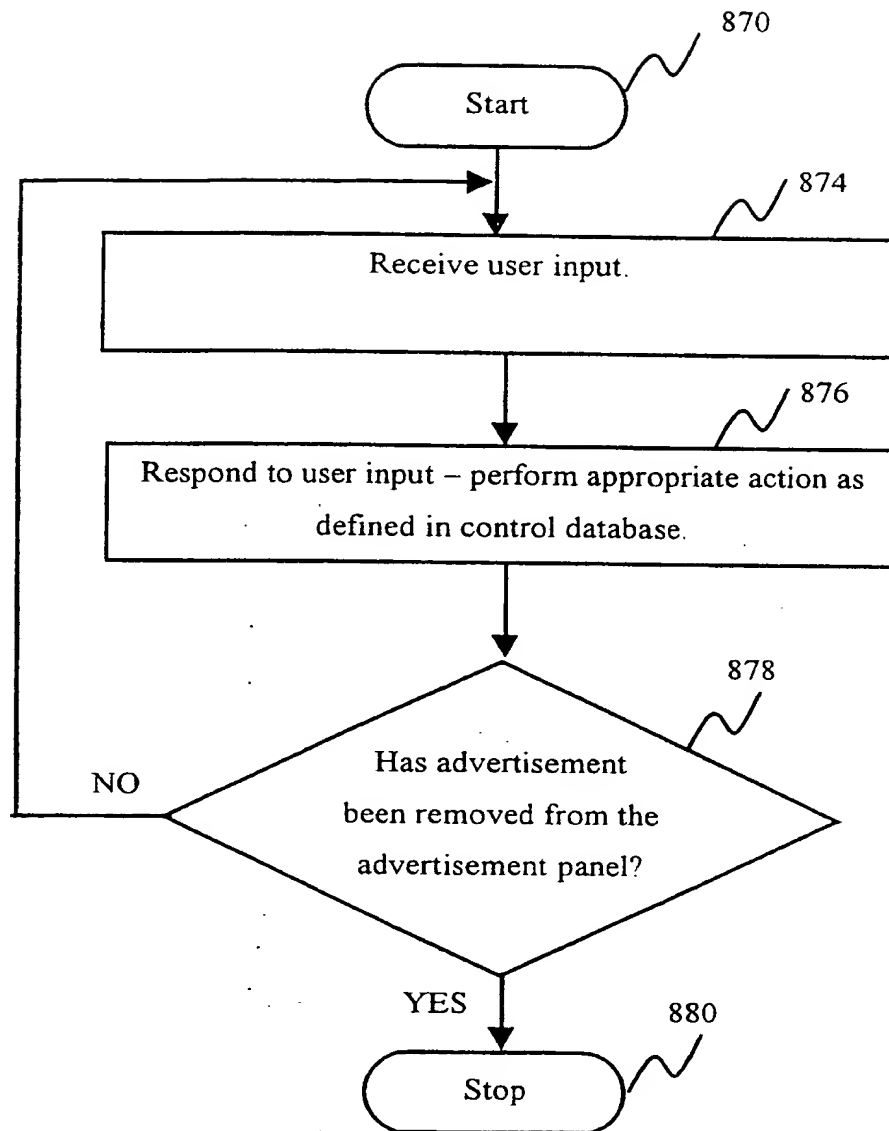 870
Start
874
Receive user input.
876
Respond to user input – perform appropriate action as
defined in control database.
878
Has advertisement
been removed from the
advertisement panel?
NO
YES
880
Stop